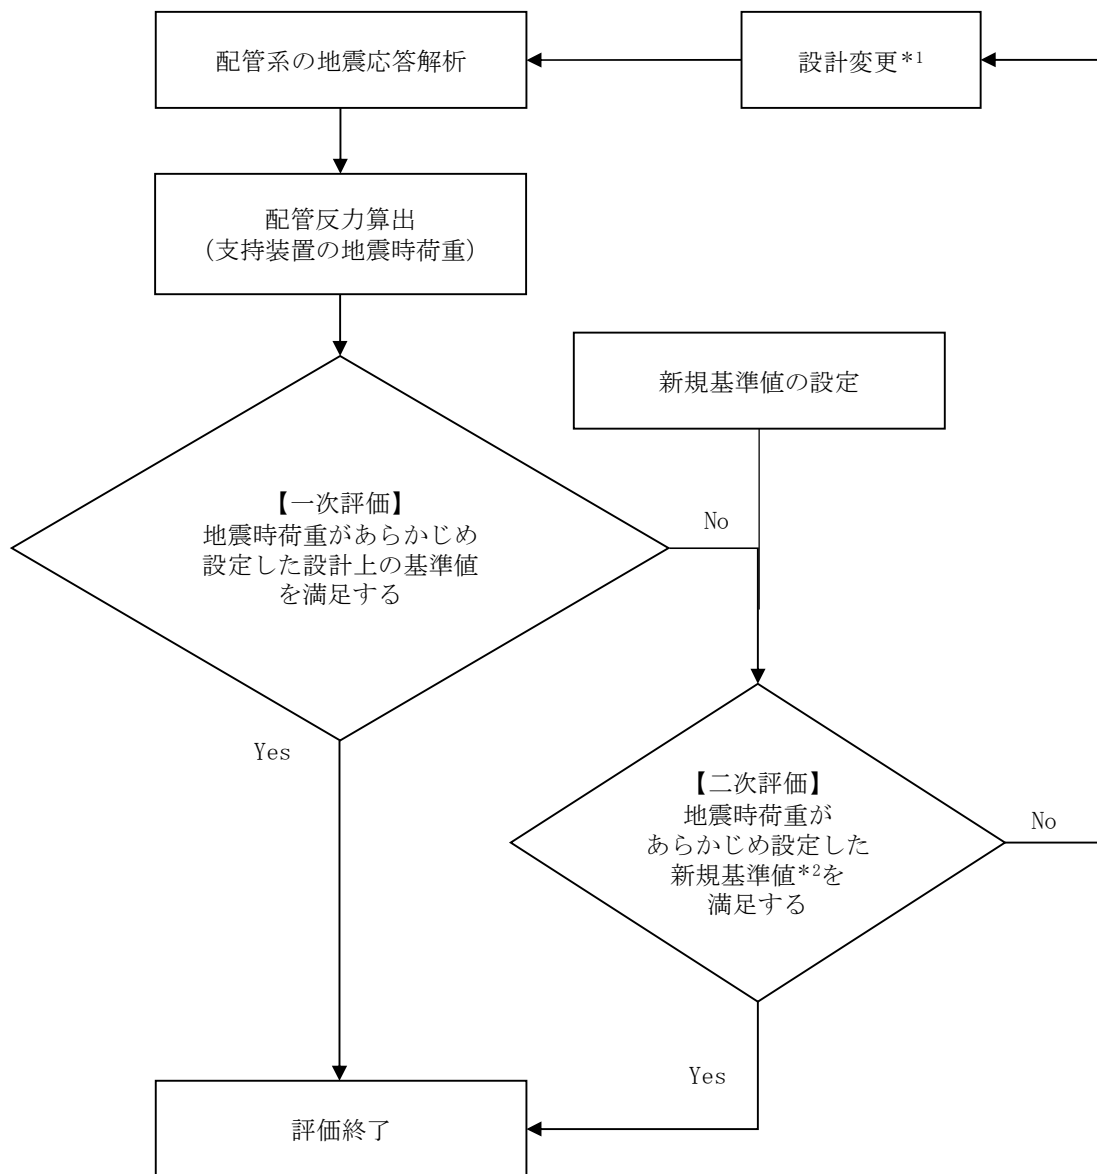 配管系の地震応答解析
設計変更*1
配管反力算出
(支持装置の地震時荷重)
新規基準値の設定
【一次評価】
地震時荷重があらかじめ
設定した設計上の基準値
を満足する
No
Yes
【二次評価】
地震時荷重が
あらかじめ設定した
新規基準値*2を
満足する
No
Yes
評価終了